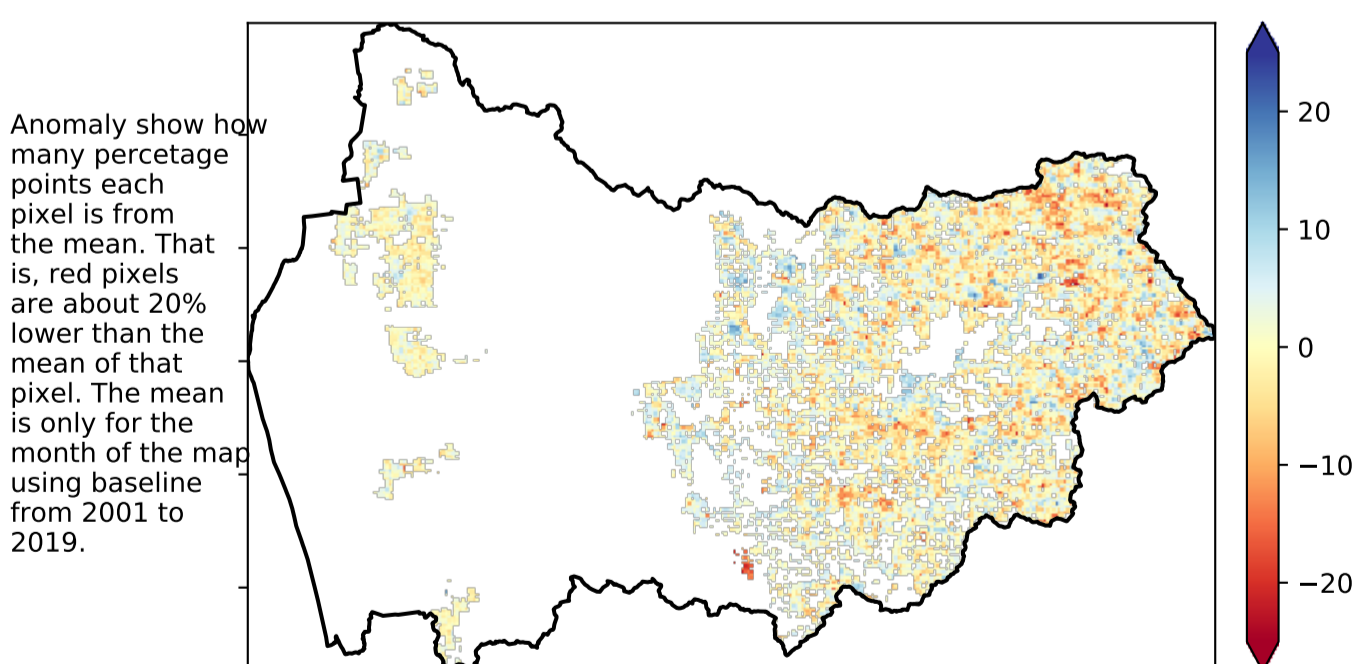 Anomaly show how
many percetage
points each
pixel is from
the mean. That
is, red pixels
are about 20%
lower than the
mean of that
pixel. The mean
is only for the
month of the map
using baseline
from 2001 to
2019.
20
10
0
−10
−20